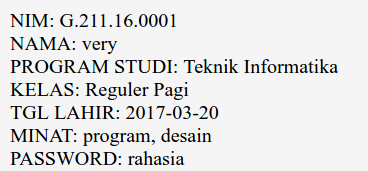 NIM: G.211.16.0001
NAMA: very
PROGRAM STUDI: Teknik Informatika
KELAS: Reguler Pagi
TGL LAHIR: 2017-03-20
MINAT: program, desain
PASSWORD: rahasia